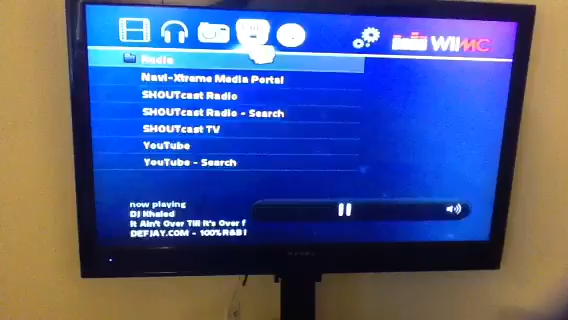 WiiMC
Radio
Navi-Xtreme Media Portal
SHOUTcast Radio
SHOUTcast Radio - Search
SHOUTcast TV
YouTube
YouTube - Search
now playing
DJ Khaled
It Ain't Over Till It's Over f
DEFJAY.COM - 100% R&B!